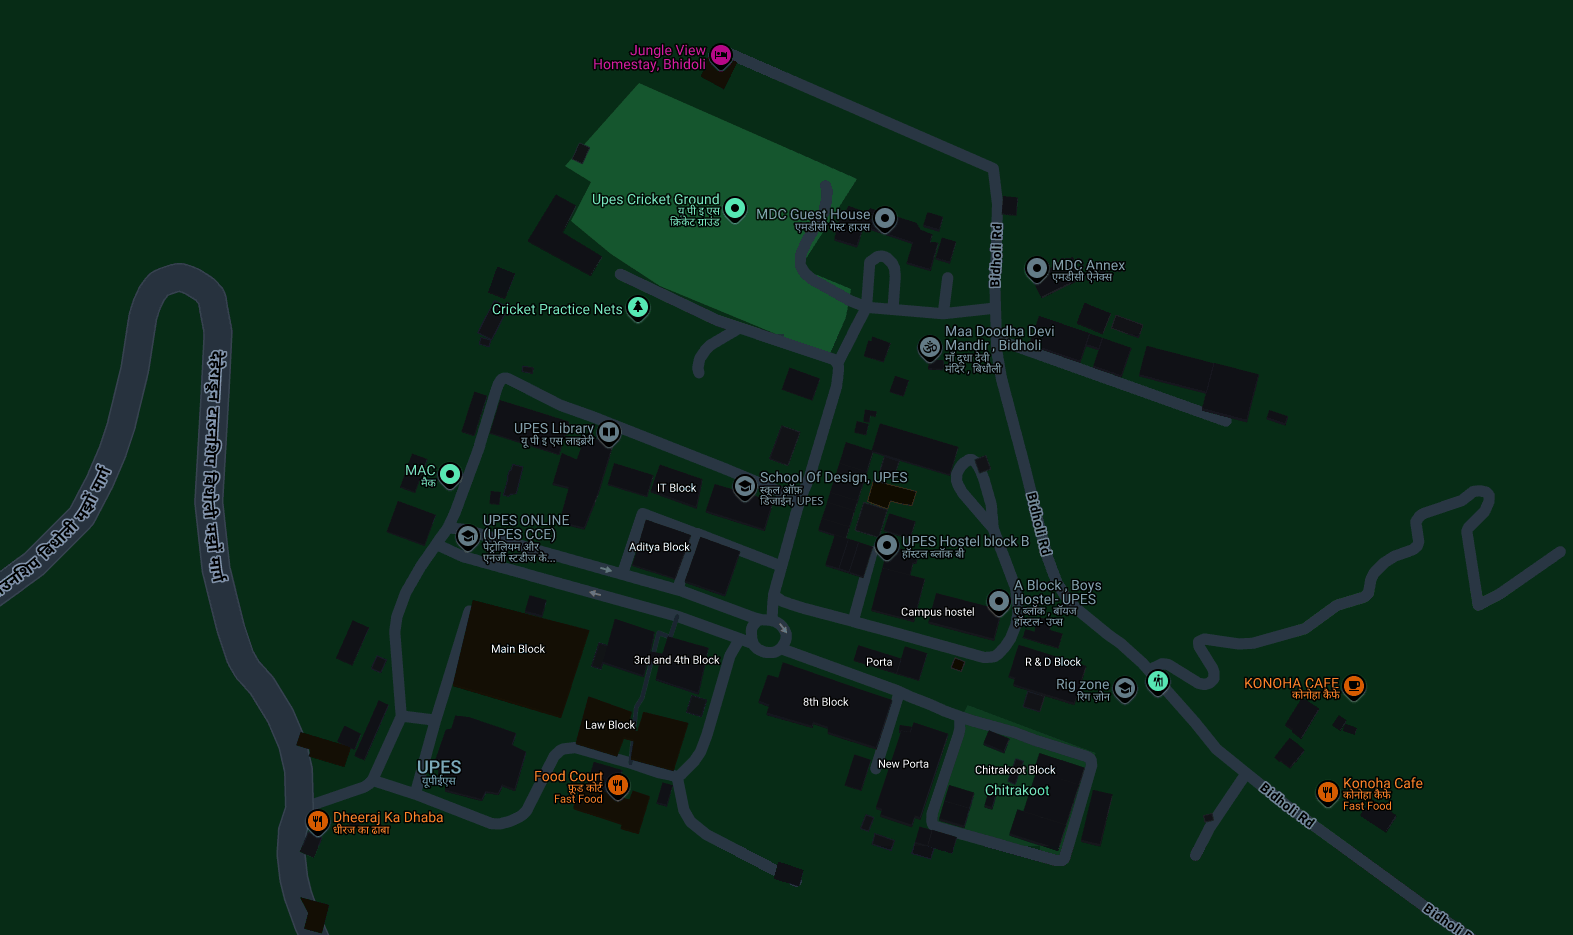 Jungle View
Homestay, Bhidoli
Upes Cricket Ground
यू पी इ एस
क्रिकेट ग्राउंड
MDC Guest House
एमडीसी गेस्ट हाउस
Bidholi Rd
MDC Annex
एमडीसी ऐनेक्स
Cricket Practice Nets
Maa Doodha Devi
Mandir , Bidholi
माँ दूधा देवी
मंदिर , बिधौली
UPES Library
यू पी इ एस लाइब्रेरी
MAC
मैक
IT Block
School Of Design, UPES
स्कूल ऑफ़
डिजाईन, UPES
UPES ONLINE
(UPES CCE)
पेट्रोलियम और
एनर्जी स्टडीज के...
Aditya Block
UPES Hostel block B
हॉस्टल ब्लॉक बी
Bidholi Rd
A Block , Boys
Hostel- UPES
ए ब्लॉक , बॉयज
हॉस्टल- उप्स
Campus hostel
Main Block
3rd and 4th Block
Porta
R & D Block
Rig zone
रिग ज़ोन
KONOHA CAFE
कोनोहा कैफे
8th Block
Law Block
UPES
यूपीईएस
New Porta
Chitrakoot Block
Chitrakoot
Food Court
फ़ूड कोर्ट
Fast Food
Konoha Cafe
कोनोहा कैफे
Fast Food
Bidholi Rd
Dheeraj Ka Dhaba
धीरज का ढाबा
Bidholi